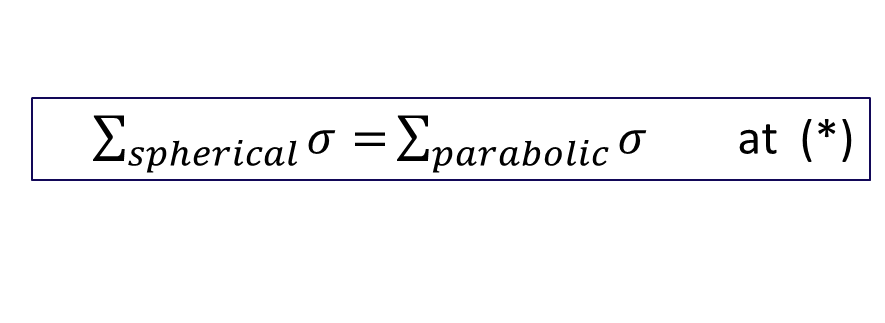 ∑spherical σ = ∑parabolic σ at (*)